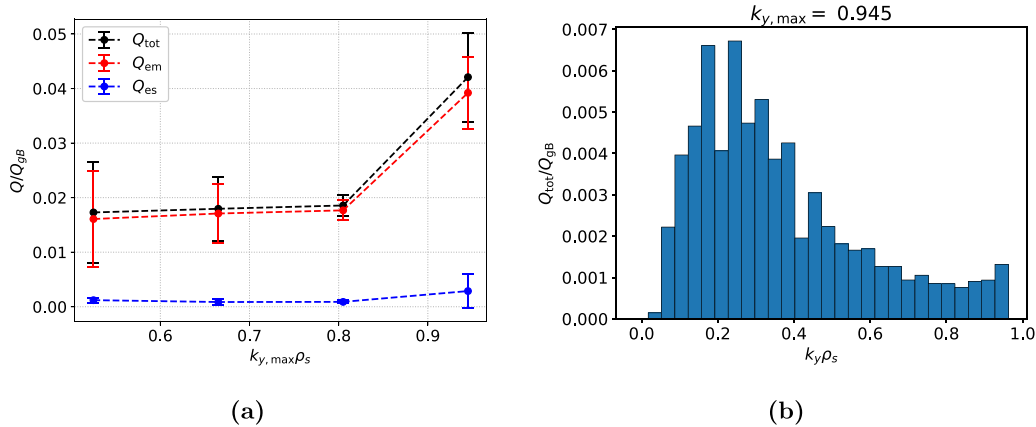 0.05
0.04
0.03
0.02
0.01
0.00
Q/Q_gB
Q_tot
Q_em
Q_es
0.6 0.7 0.8 0.9
k_y,max ρ_s
(a)
k_y,max = 0.945
0.007
0.006
0.005
0.004
0.003
0.002
0.001
0.000
Q_tot/Q_gB
0.0 0.2 0.4 0.6 0.8 1.0
k_y ρ_s
(b)